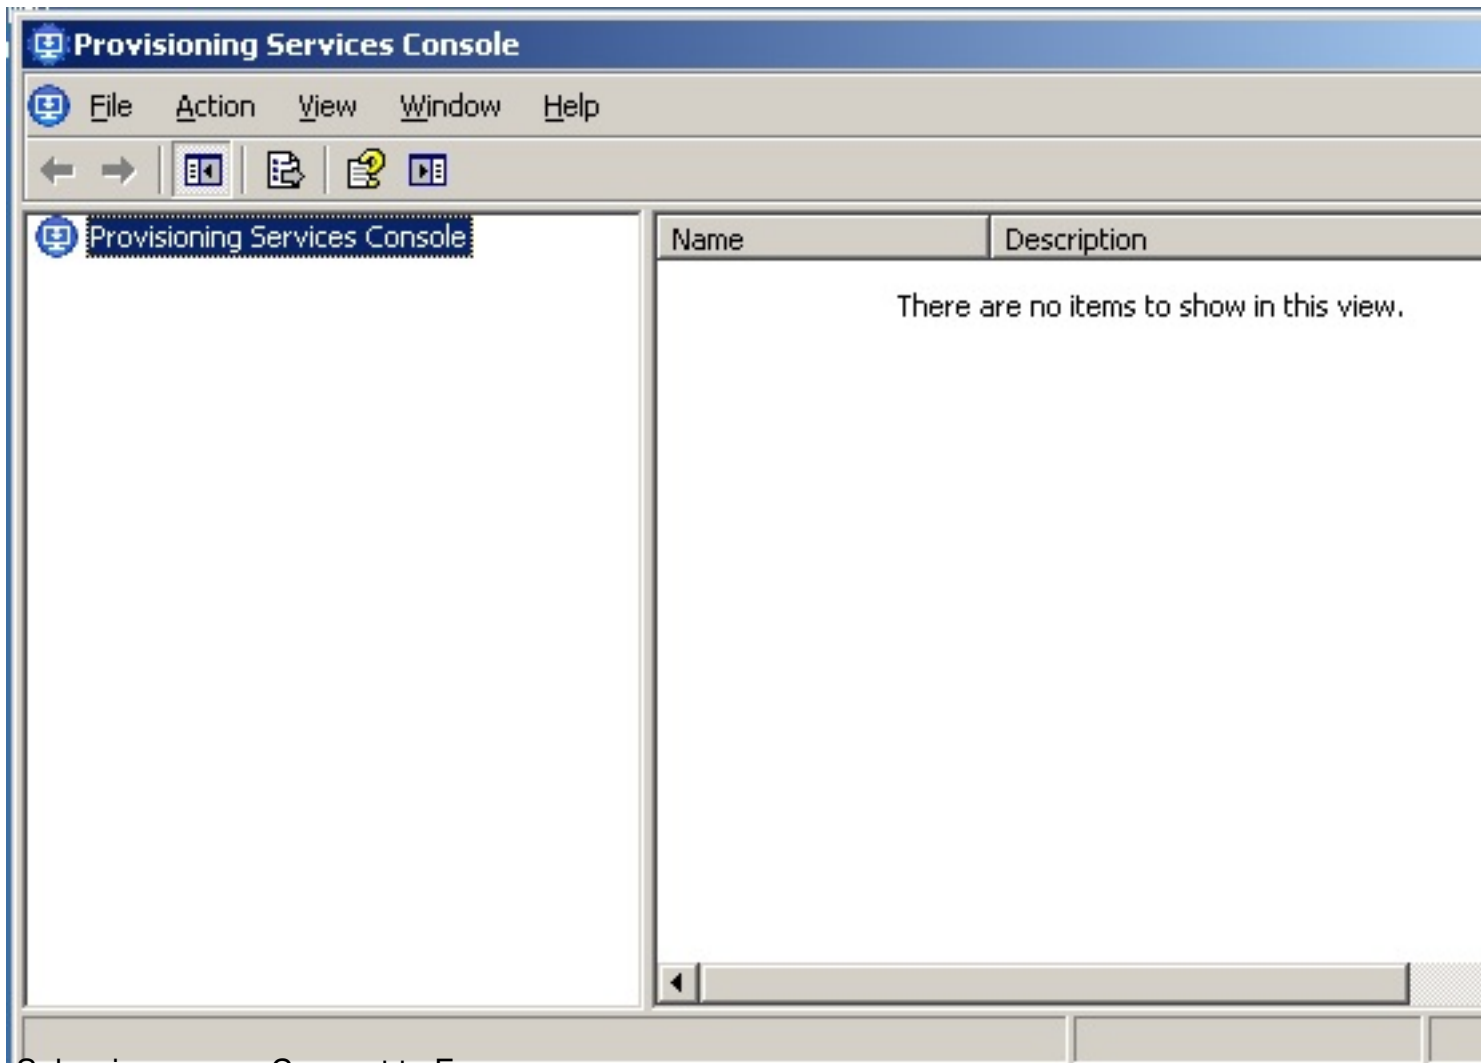 Provisioning Services Console
File Action View Window Help
Provisioning Services Console
Name Description
There are no items to show in this view.